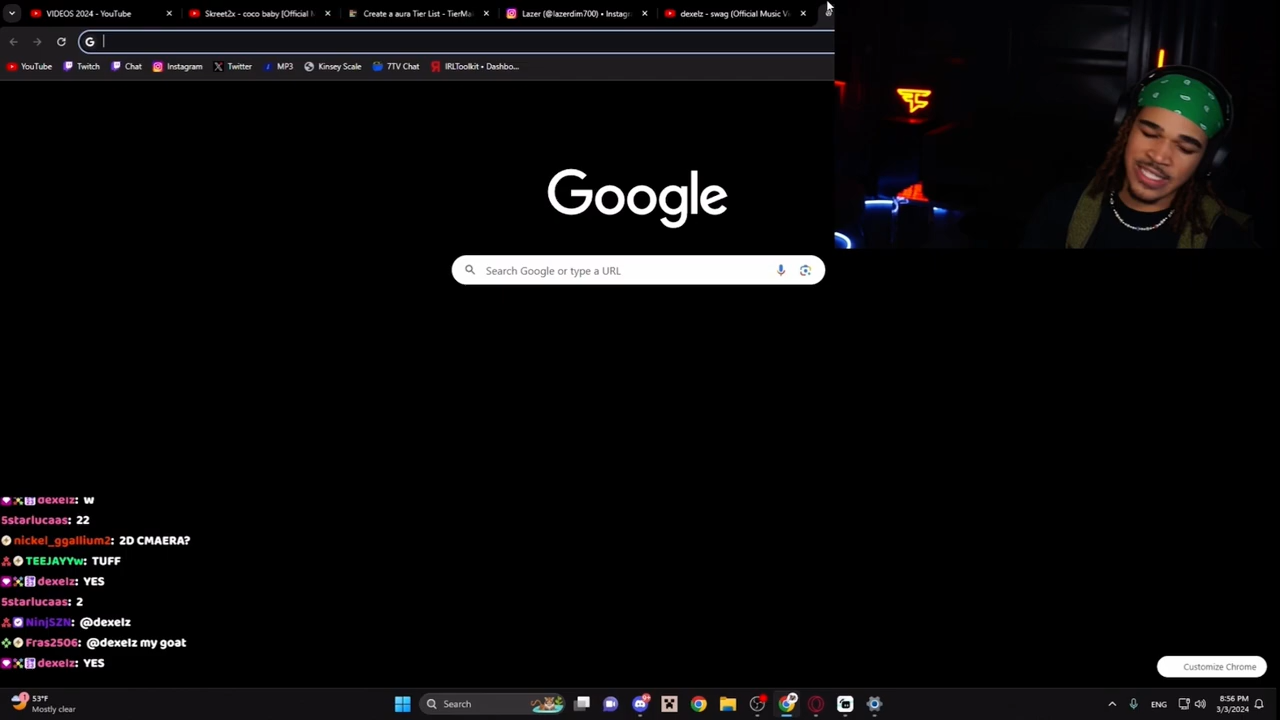 VIDEOS 2024 - YouTube
Skreet2x - coco baby [Official M
Create a aura Tier List - TierMa
Lazer (@lazerdim700) • Instagr
dexelz - swag (Official Music V
YouTube Twitch Chat Instagram Twitter MP3 Kinsey Scale 7TV Chat IRLToolkit • Dashbo...
Google
Search Google or type a URL
dexelz: w
5starlucaas: 22
nickel_ggallium2: 2D CMAERA?
TEEJAYYw: TUFF
dexelz: YES
5starlucaas: 2
NinjSZN: @dexelz
Fras2506: @dexelz my goat
dexelz: YES
Customize Chrome
53°F
Mostly clear
Search
ENG
8:56 PM
3/3/2024